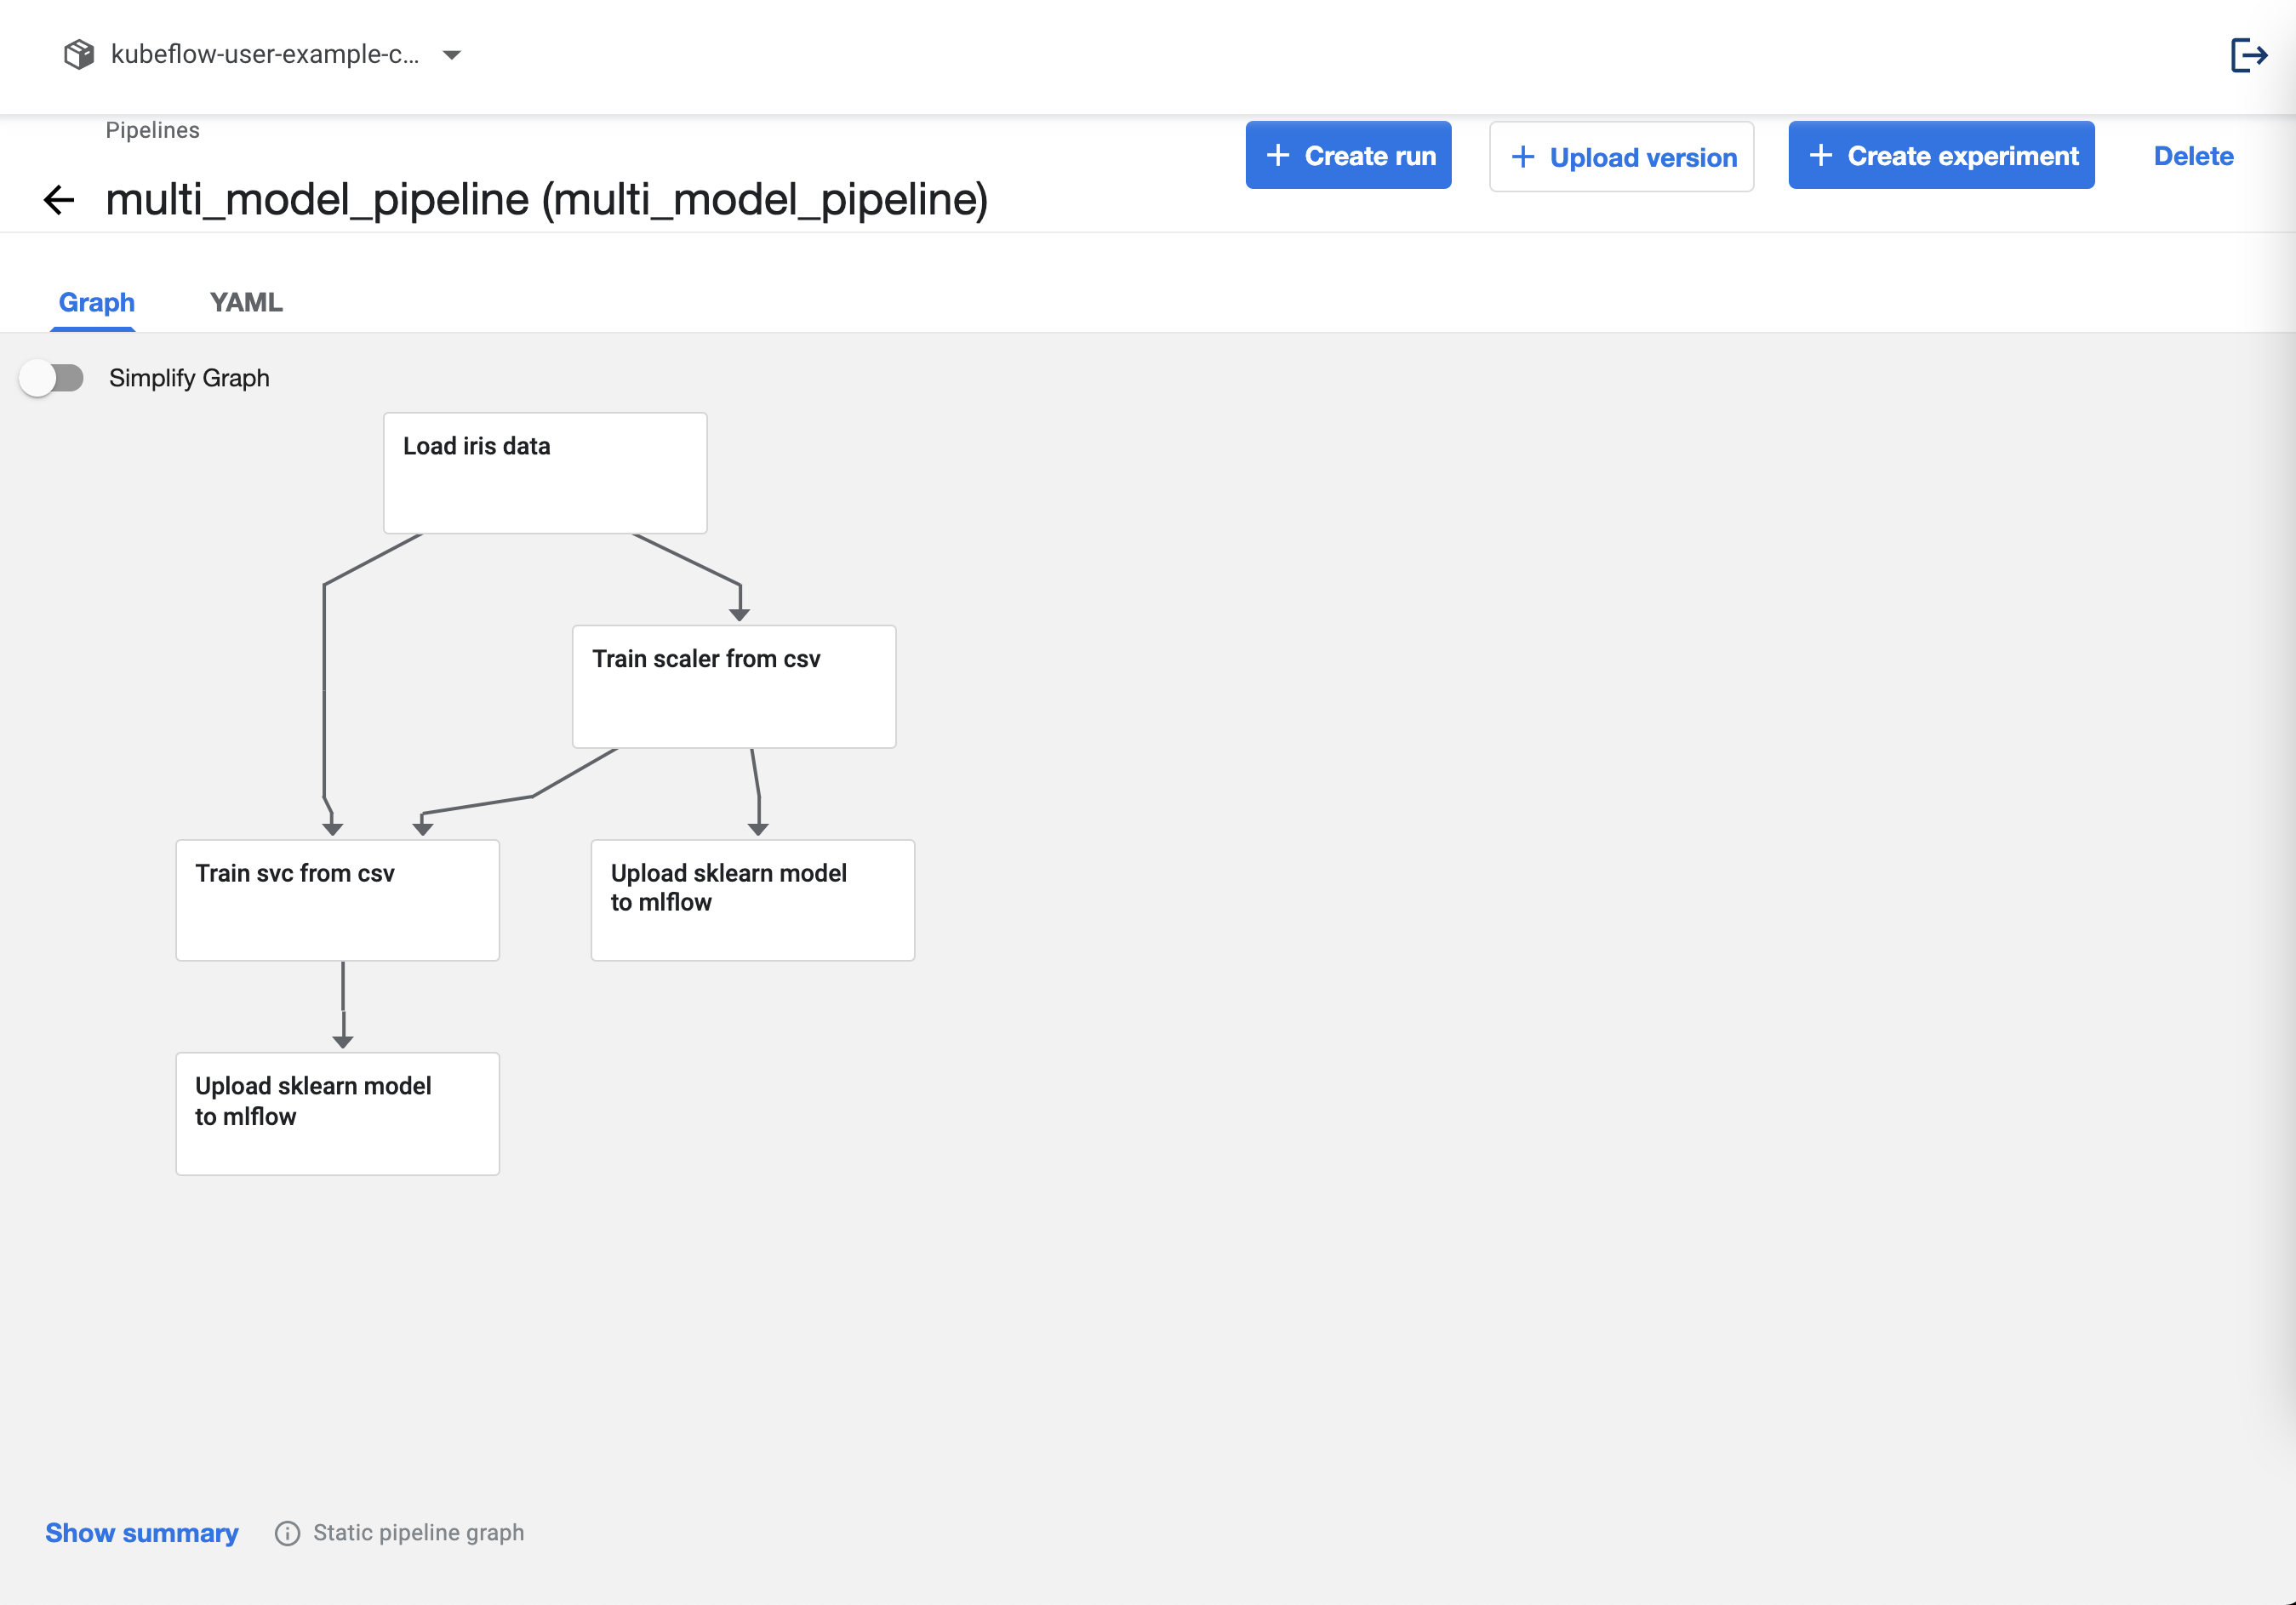 kubeflow-user-example-c...
Pipelines
multi_model_pipeline (multi_model_pipeline)
+ Create run
+ Upload version
+ Create experiment
Delete
Graph
YAML
Simplify Graph
Load iris data
Train scaler from csv
Train svc from csv
Upload sklearn model
to mlflow
Upload sklearn model
to mlflow
Show summary
Static pipeline graph